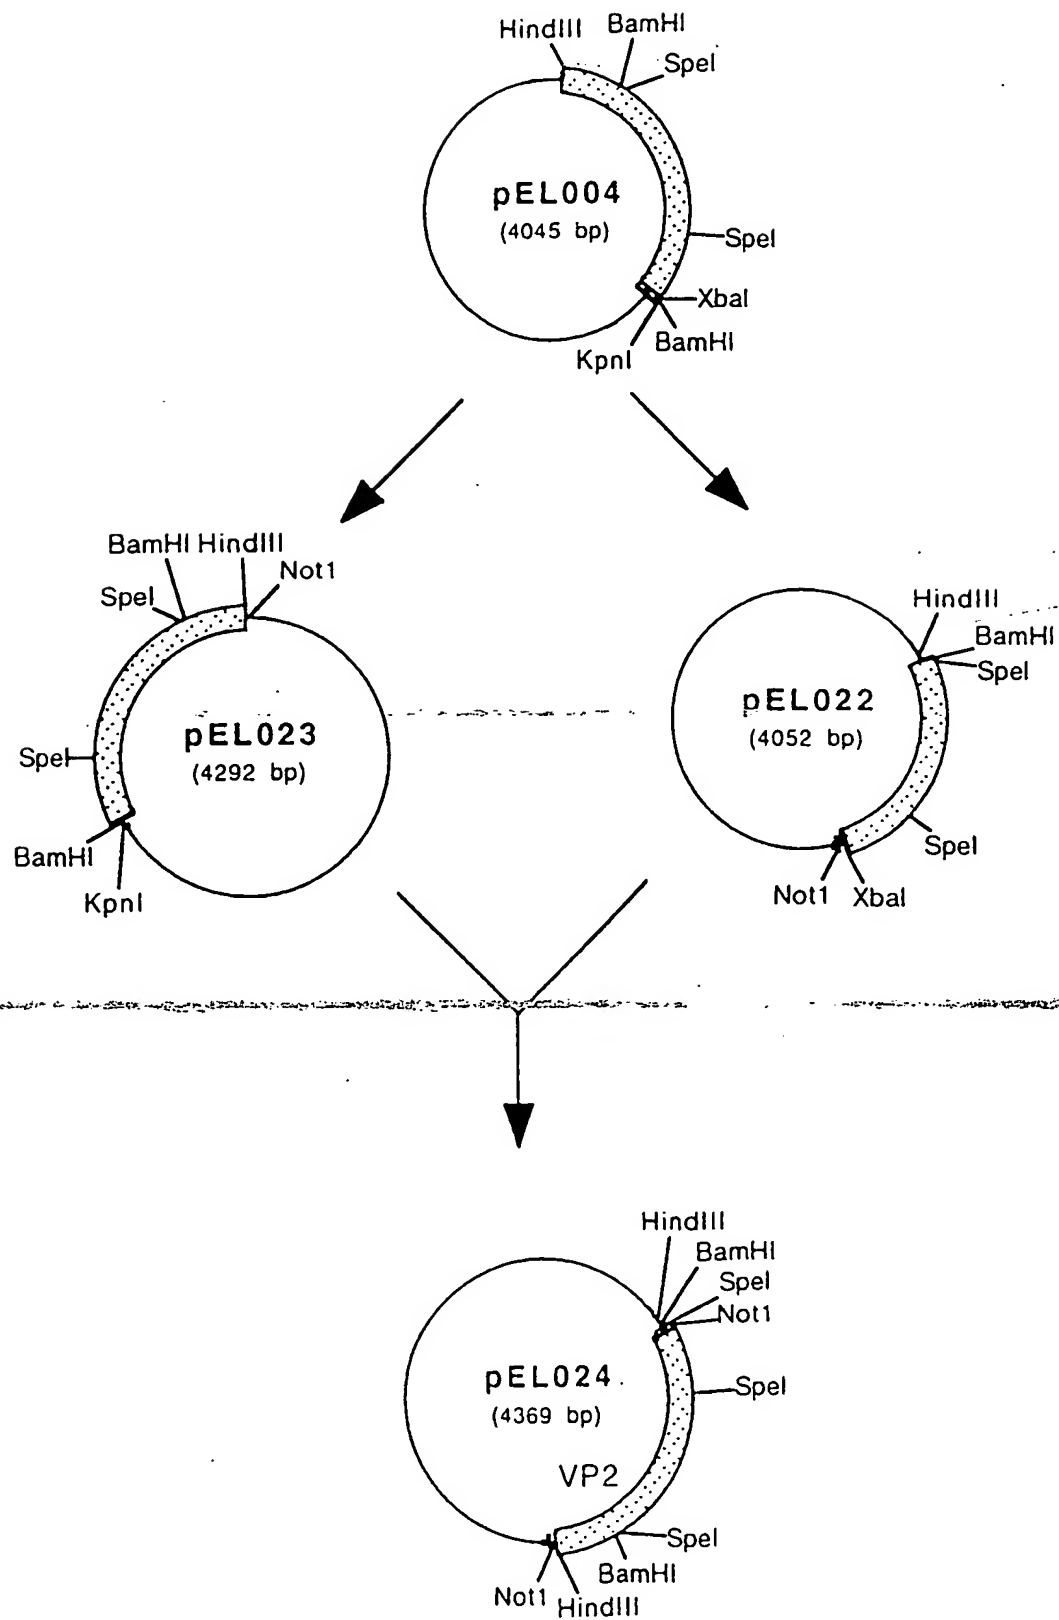 HindIII
BamHI
SpeI
pEL004
(4045 bp)
SpeI
XbaI
BamHI
KpnI
BamHI HindIII
Not1
SpeI
pEL023
(4292 bp)
SpeI
BamHI
KpnI
HindIII
BamHI
SpeI
pEL022
(4052 bp)
SpeI
Not1 XbaI
HindIII
BamHI
SpeI
Not1
pEL024
(4369 bp)
SpeI
VP2
SpeI
BamHI
Not1 HindIII